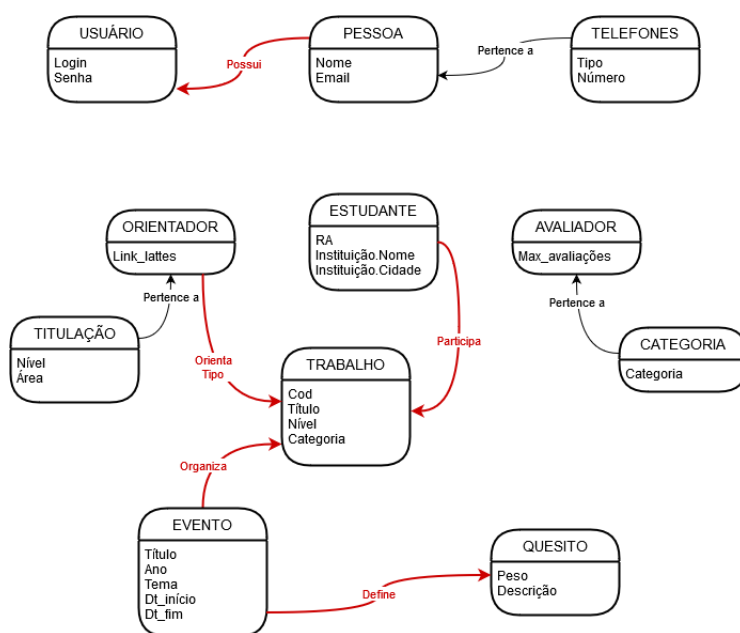 USUÁRIO
Login
Senha
Possui
PESSOA
Nome
Email
Pertence a
TELEFONES
Tipo
Número
ORIENTADOR
Link_lattes
ESTUDANTE
RA
Instituição.Nome
Instituição.Cidade
AVALIADOR
Max_avaliações
Pertence a
Pertence a
TITULAÇÃO
Nível
Área
Orienta
Tipo
TRABALHO
Cod
Título
Nível
Categoria
Participa
CATEGORIA
Categoria
Organiza
EVENTO
Título
Ano
Tema
Dt_início
Dt_fim
Define
QUESITO
Peso
Descrição